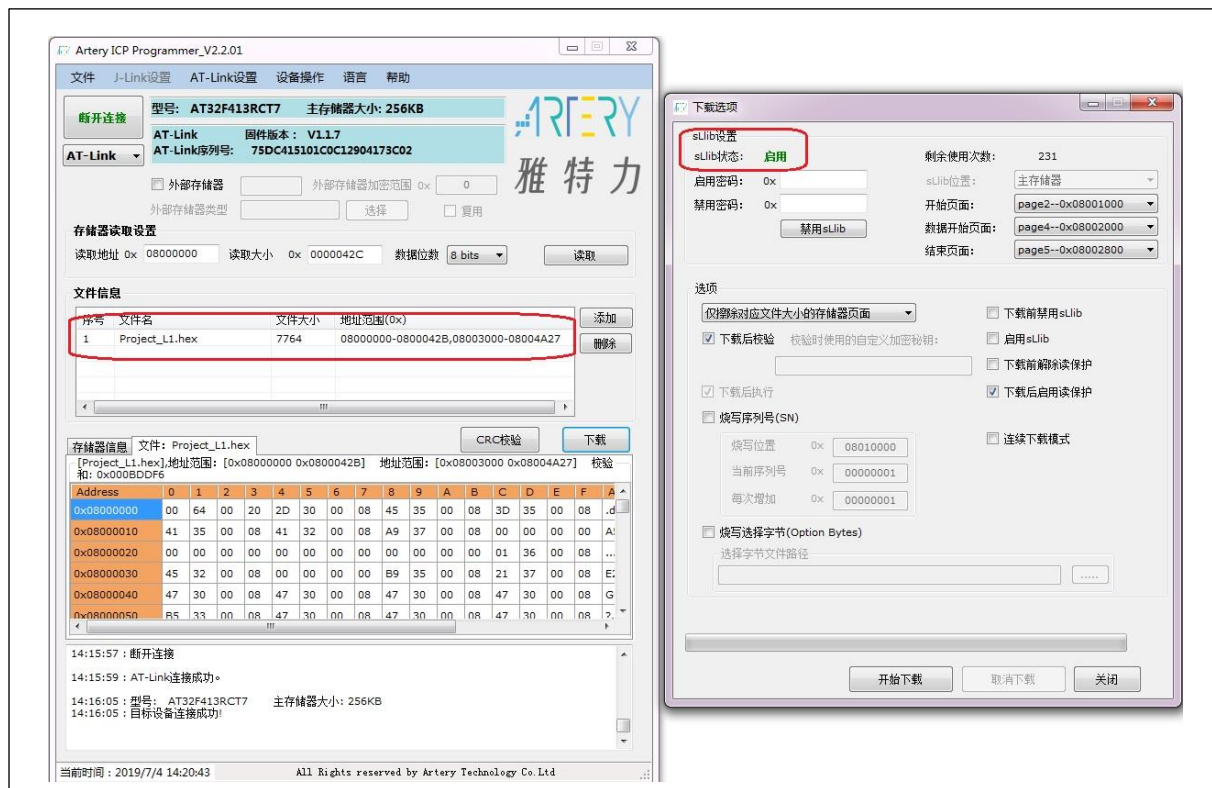 Artery ICP Programmer_V2.2.01
文件 J-Link设置 AT-Link设置 设备操作 语言 帮助
断开连接
型号: AT32F413RCT7 主存储器大小: 256KB
AT-Link 固件版本： V1.1.7
AT-Link序列号: 75DC415101C0C12904173C02
AT-Link
ARTERY
雅特力
外部存储器 外部存储器加密范围 0x 0
外部存储器类型 选择 复用
存储器读取设置
读取地址 0x 08000000 读取大小 0x 0000042C 数据位数 8 bits 读取
文件信息
序号 文件名 文件大小 地址范围(0x)
1 Project_L1.hex 7764 08000000-0800042B,08003000-08004A27
添加
删除
CRC校验 下载
存储器信息 文件: Project_L1.hex
[Project_L1.hex],地址范围: [0x08000000 0x0800042B] 地址范围: [0x08003000 0x08004A27] 校验
和: 0x000BDDF6
Address 0 1 2 3 4 5 6 7 8 9 A B C D E F A
0x08000000 00 64 00 20 2D 30 00 08 45 35 00 08 3D 35 00 08 .d
0x08000010 41 35 00 08 41 32 00 08 A9 37 00 08 00 00 00 00
0x08000020 00 00 00 00 00 00 00 00 00 00 00 00 01 36 00 08 ...
0x08000030 45 32 00 08 00 00 00 00 B9 35 00 08 21 37 00 08
0x08000040 47 30 00 08 47 30 00 08 47 30 00 08 47 30 00 08 G
0x08000050 B5 33 00 08 47 30 00 08 47 30 00 08 47 30 00 08
14:15:57 : 断开连接
14:15:59 : AT-Link连接成功。
14:16:05 : 型号: AT32F413RCT7 主存储器大小: 256KB
14:16:05 : 目标设备连接成功!
当前时间 : 2019/7/4 14:20:43 All Rights reserved by Artery Technology Co.Ltd
下载选项
sLlib设置
sLlib状态: 启用 剩余使用次数: 231
启用密码: 0x sLlib位置: 主存储器
禁用密码: 0x 开始页面: page2--0x08001000
禁用sLlib 数据开始页面: page4--0x08002000
结束页面: page5--0x08002800
选项
仅擦除对应文件大小的存储器页面 下载前禁用sLlib
下载后校验 校验时使用的自定义加密秘钥: 启用sLlib
下载前解除读保护
下载后执行 下载后启用读保护
烧写序列号(SN)
烧写位置 0x 08010000 连续下载模式
当前序列号 0x 00000001
每次增加 0x 00000001
烧写选择字节(Option Bytes)
选择字节文件路径
.....
开始下载 取消下载 关闭